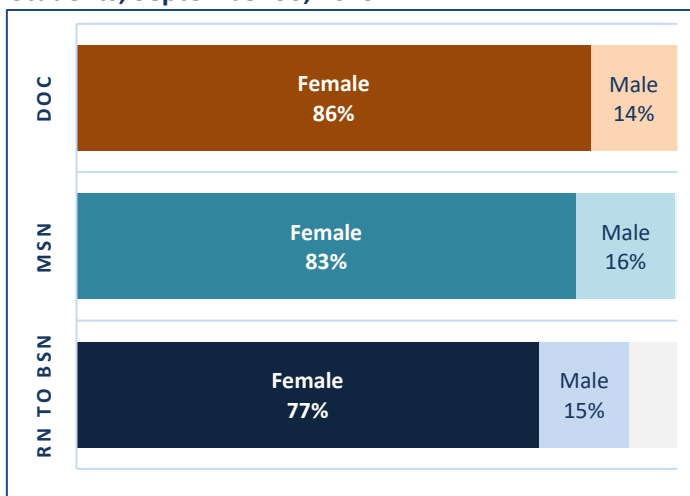 DOC
Female
86%
Male
14%
MSN
Female
83%
Male
16%
RN TO BSN
Female
77%
Male
15%